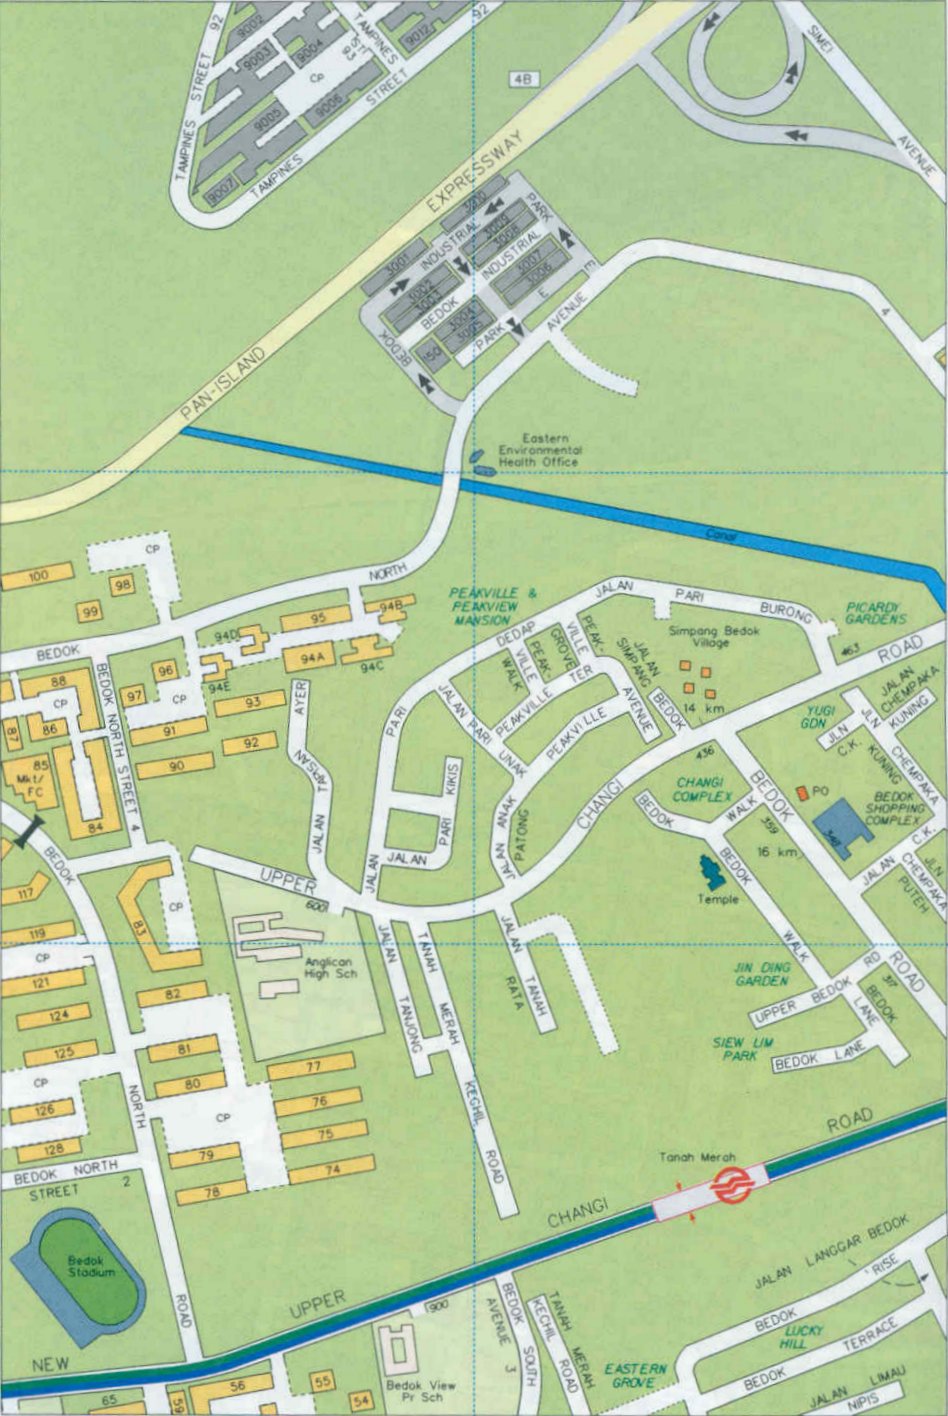 TAMPINES STREET 92
9002
9003
9004
TAMPINES ST. 93
9012
92
Cp
9005
9006
9007
TAMPINES STREET
4B
SIMEI
AVENUE
PAN-ISLAND EXPRESSWAY
3010
PARK
3001
INDUSTRIAL
3009
3008
3002
3003
INDUSTRIAL
3007
3006
E
BEDOK
3004
3005
PARK
E
AVENUE
4
BEDOK
150
Eastern
Environmental
Health Office
Canal
CP
100
98
99
NORTH
95
94B
94D
94A
94C
94E
BEDOK
88
CP
97
96
CP
93
87
86
91
92
85
Mkt/
FC
90
84
BEDOK NORTH STREET 4
PEAKVILLE &
PEAKVIEW
MANSION
JALAN PARI BURONG
PICARDY
GARDENS
Simpang Bedok
Village
463
ROAD
DEDAP
PEAK-
VILLE
GROVE
PEAK-
VILLE
WALK
PEAKVILLE TER
JALAN
SIMPANG
BEDOK
14 km
JALAN
CHEMPAKA
KUNING
YUGI
GDN
JLN
C.K.
JLN
CHEMPAKA
KUNING
PARI
JALAN PARI UNAK
PEAKVILLE
AVENUE
436
AYER
TAPSAN
JALAN
KIKIS
PARI
JALAN
JALAN
JALAN ANAK
PATONG
CHANGI
CHANGI
COMPLEX
BEDOK
WALK
BEDOK
PO
BEDOK
SHOPPING
COMPLEX
348
359
16 km
C.K.
JALAN
JLN
CHEMPAKA
PUTEH
Temple
BEDOK
WALK
BEDOK
117
83
CP
UPPER
600
119
CP
121
124
125
Anglican
High Sch
82
81
80
CP
JALAN TANJONG
TANAH
MERAH
KECHIL
ROAD
JALAN TANAH
RATA
JIN DING
GARDEN
UPPER BEDOK RD
317
ROAD
BEDOK
LANE
SIEW LIM
PARK
BEDOK LANE
77
76
75
74
79
78
CP
126
128
BEDOK NORTH
STREET 2
NORTH
ROAD
Bedok
Stadium
Tanah Merah
NEW UPPER CHANGI ROAD
900
BEDOK SOUTH
AVENUE 3
TANAH MERAH
KECHIL ROAD
JALAN LANGGAR BEDOK
BEDOK RISE
LUCKY
HILL
BEDOK TERRACE
EASTERN
GROVE
JALAN LIMAU
NIPIS
Bedok View
Pr Sch
65
59
56
55
54